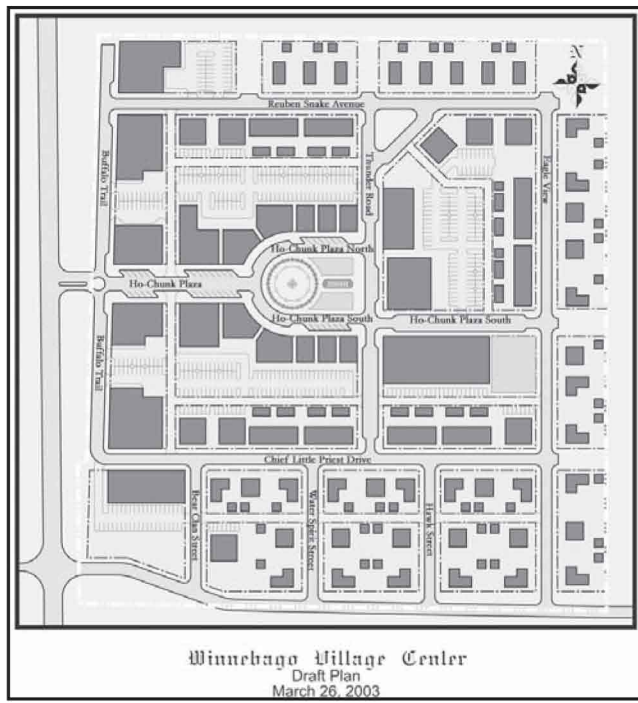 N
Reuben Snake Avenue
Buffalo Trail
Thunder Road
Eagle View
Ho-Chunk Plaza North
Ho-Chunk Plaza
Ho-Chunk Plaza South
Ho-Chunk Plaza South
Buffalo Trail
Chief Little Priest Drive
Bear Clan Street
Water Spirit Street
Hawk Street
Winnebago Village Center
Draft Plan
March 26, 2003